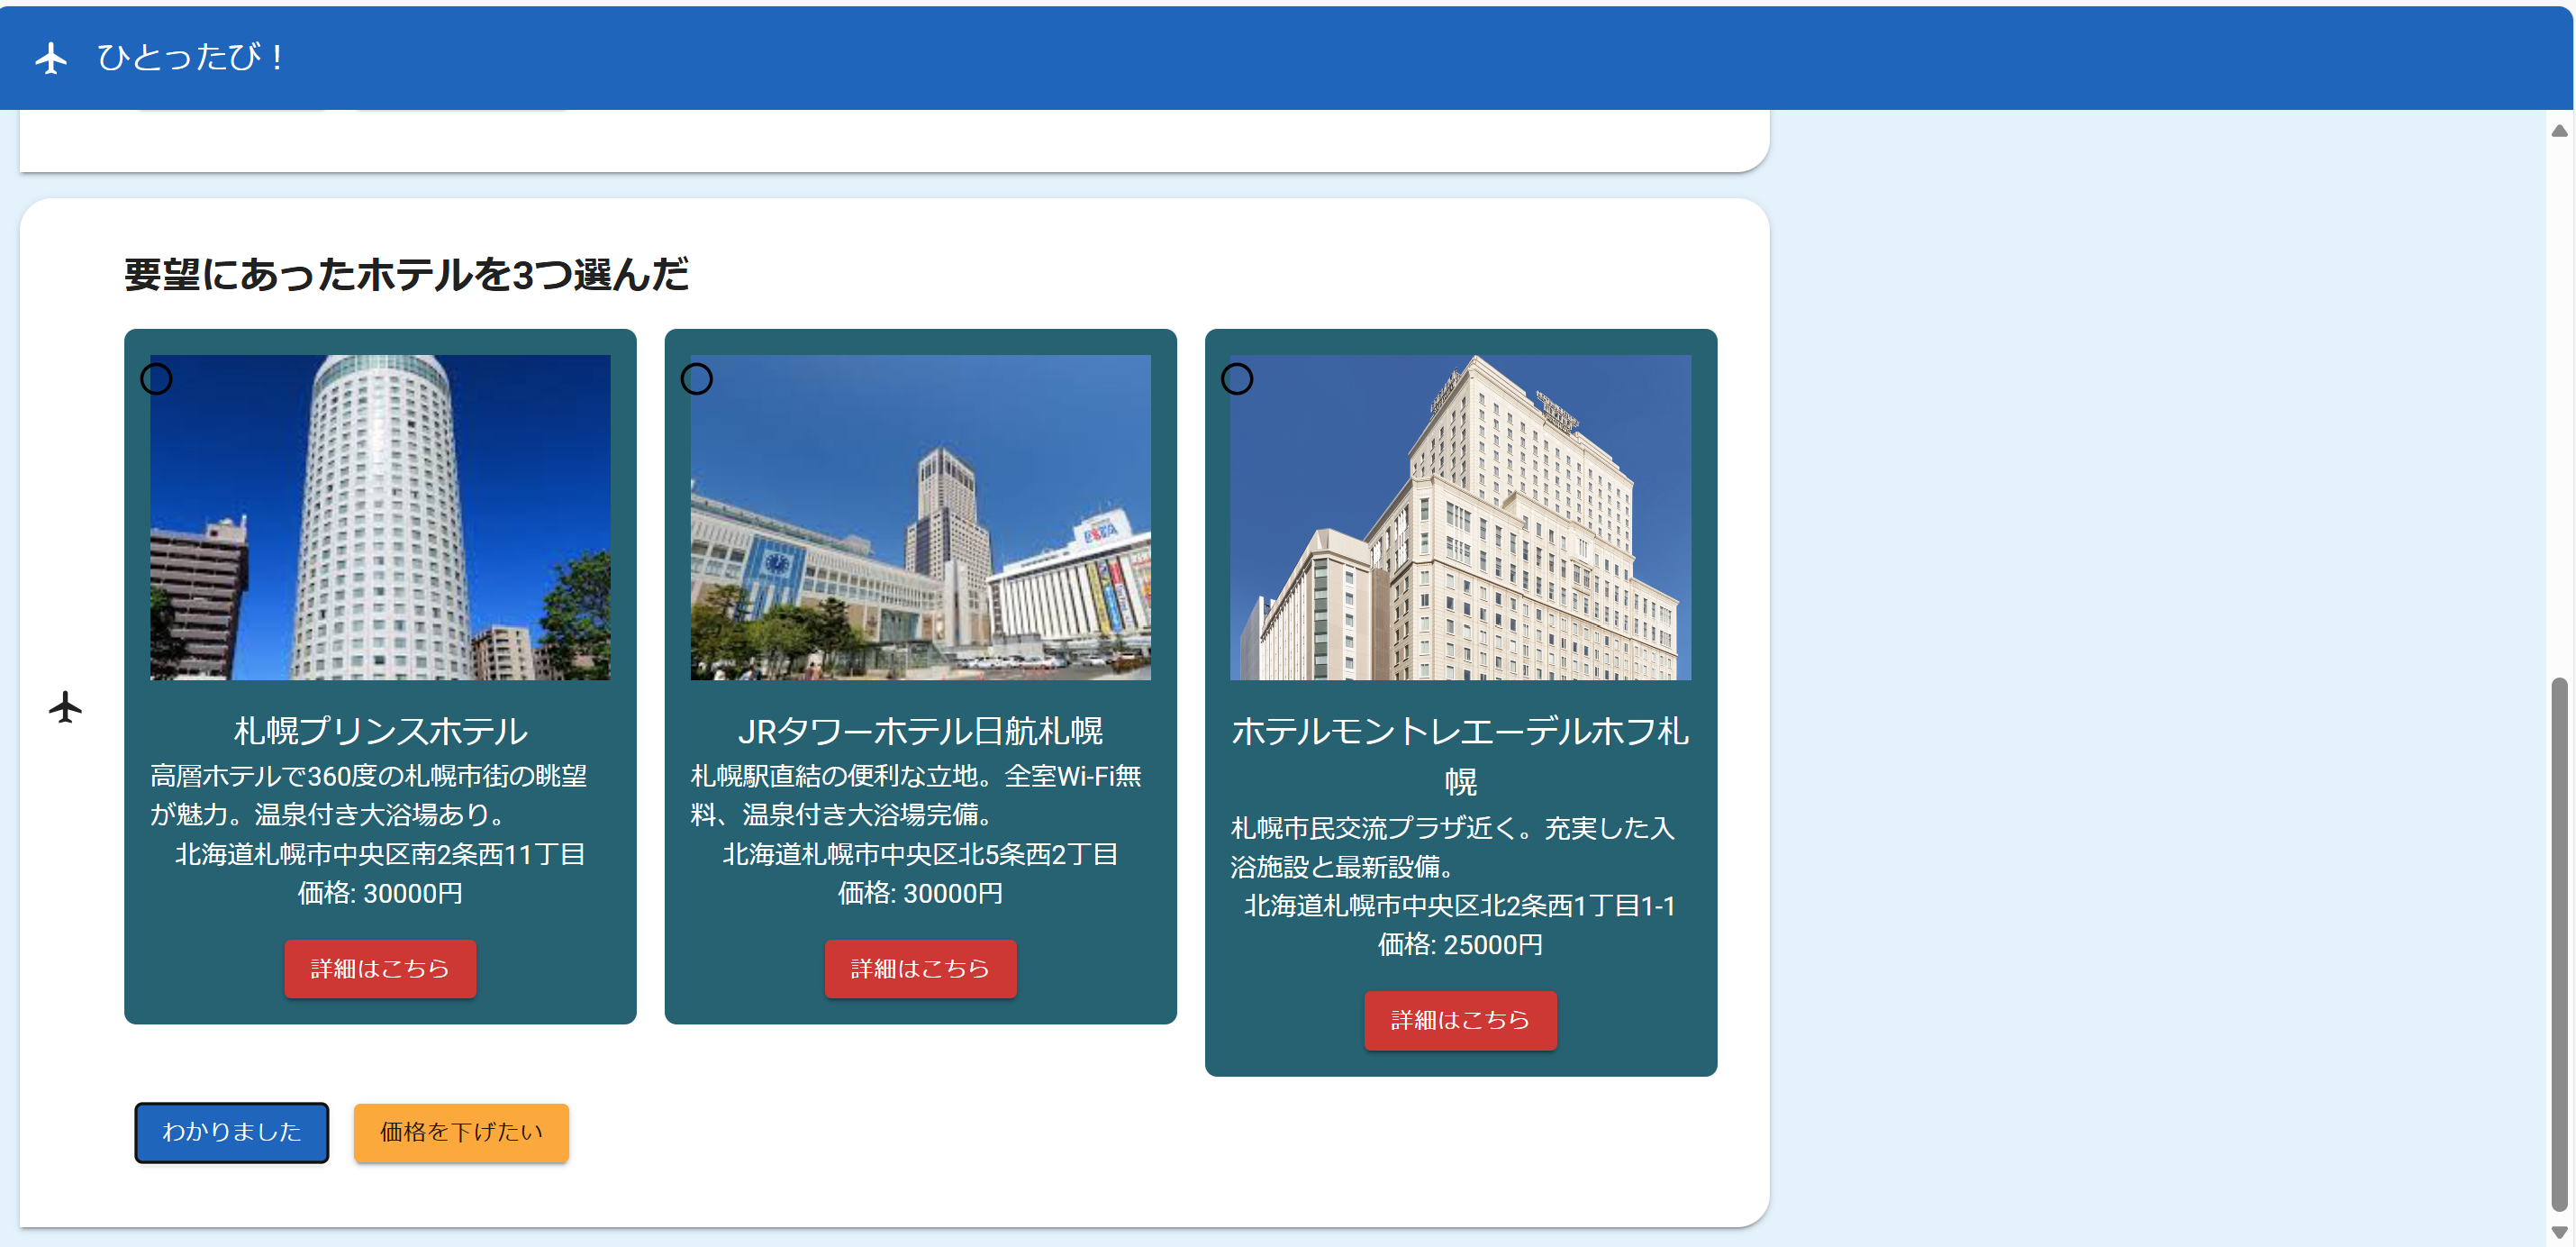 ひとったび！
要望にあったホテルを3つ選んだ
札幌プリンスホテル
高層ホテルで360度の札幌市街の眺望
が魅力。温泉付き大浴場あり。
北海道札幌市中央区南2条西11丁目
価格: 30000円
詳細はこちら
JRタワーホテル日航札幌
札幌駅直結の便利な立地。全室Wi-Fi無
料、温泉付き大浴場完備。
北海道札幌市中央区北5条西2丁目
価格: 30000円
詳細はこちら
ホテルモントレエーデルホフ札
幌
札幌市民交流プラザ近く。充実した入
浴施設と最新設備。
北海道札幌市中央区北2条西1丁目1-1
価格: 25000円
詳細はこちら
わかりました
価格を下げたい